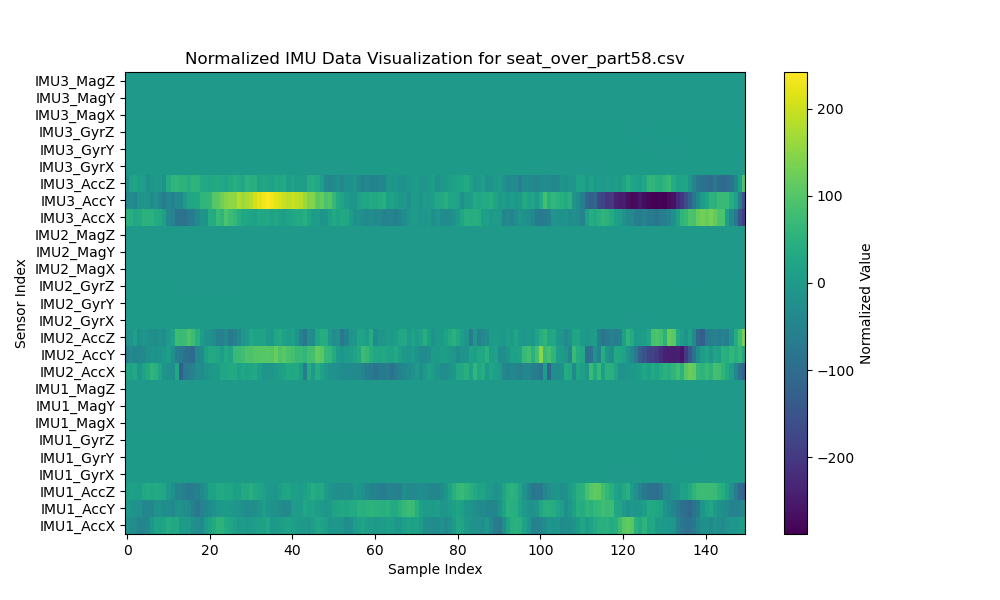 Normalized IMU Data Visualization for seat_over_part58.csv
IMU3_MagZ
IMU3_MagY
IMU3_MagX
IMU3_GyrZ
IMU3_GyrY
IMU3_GyrX
IMU3_AccZ
IMU3_AccY
IMU3_AccX
IMU2_MagZ
IMU2_MagY
IMU2_MagX
IMU2_GyrZ
IMU2_GyrY
IMU2_GyrX
IMU2_AccZ
IMU2_AccY
IMU2_AccX
IMU1_MagZ
IMU1_MagY
IMU1_MagX
IMU1_GyrZ
IMU1_GyrY
IMU1_GyrX
IMU1_AccZ
IMU1_AccY
IMU1_AccX
Sensor Index
0 20 40 60 80 100 120 140
Sample Index
200
100
0
−100
−200
Normalized Value